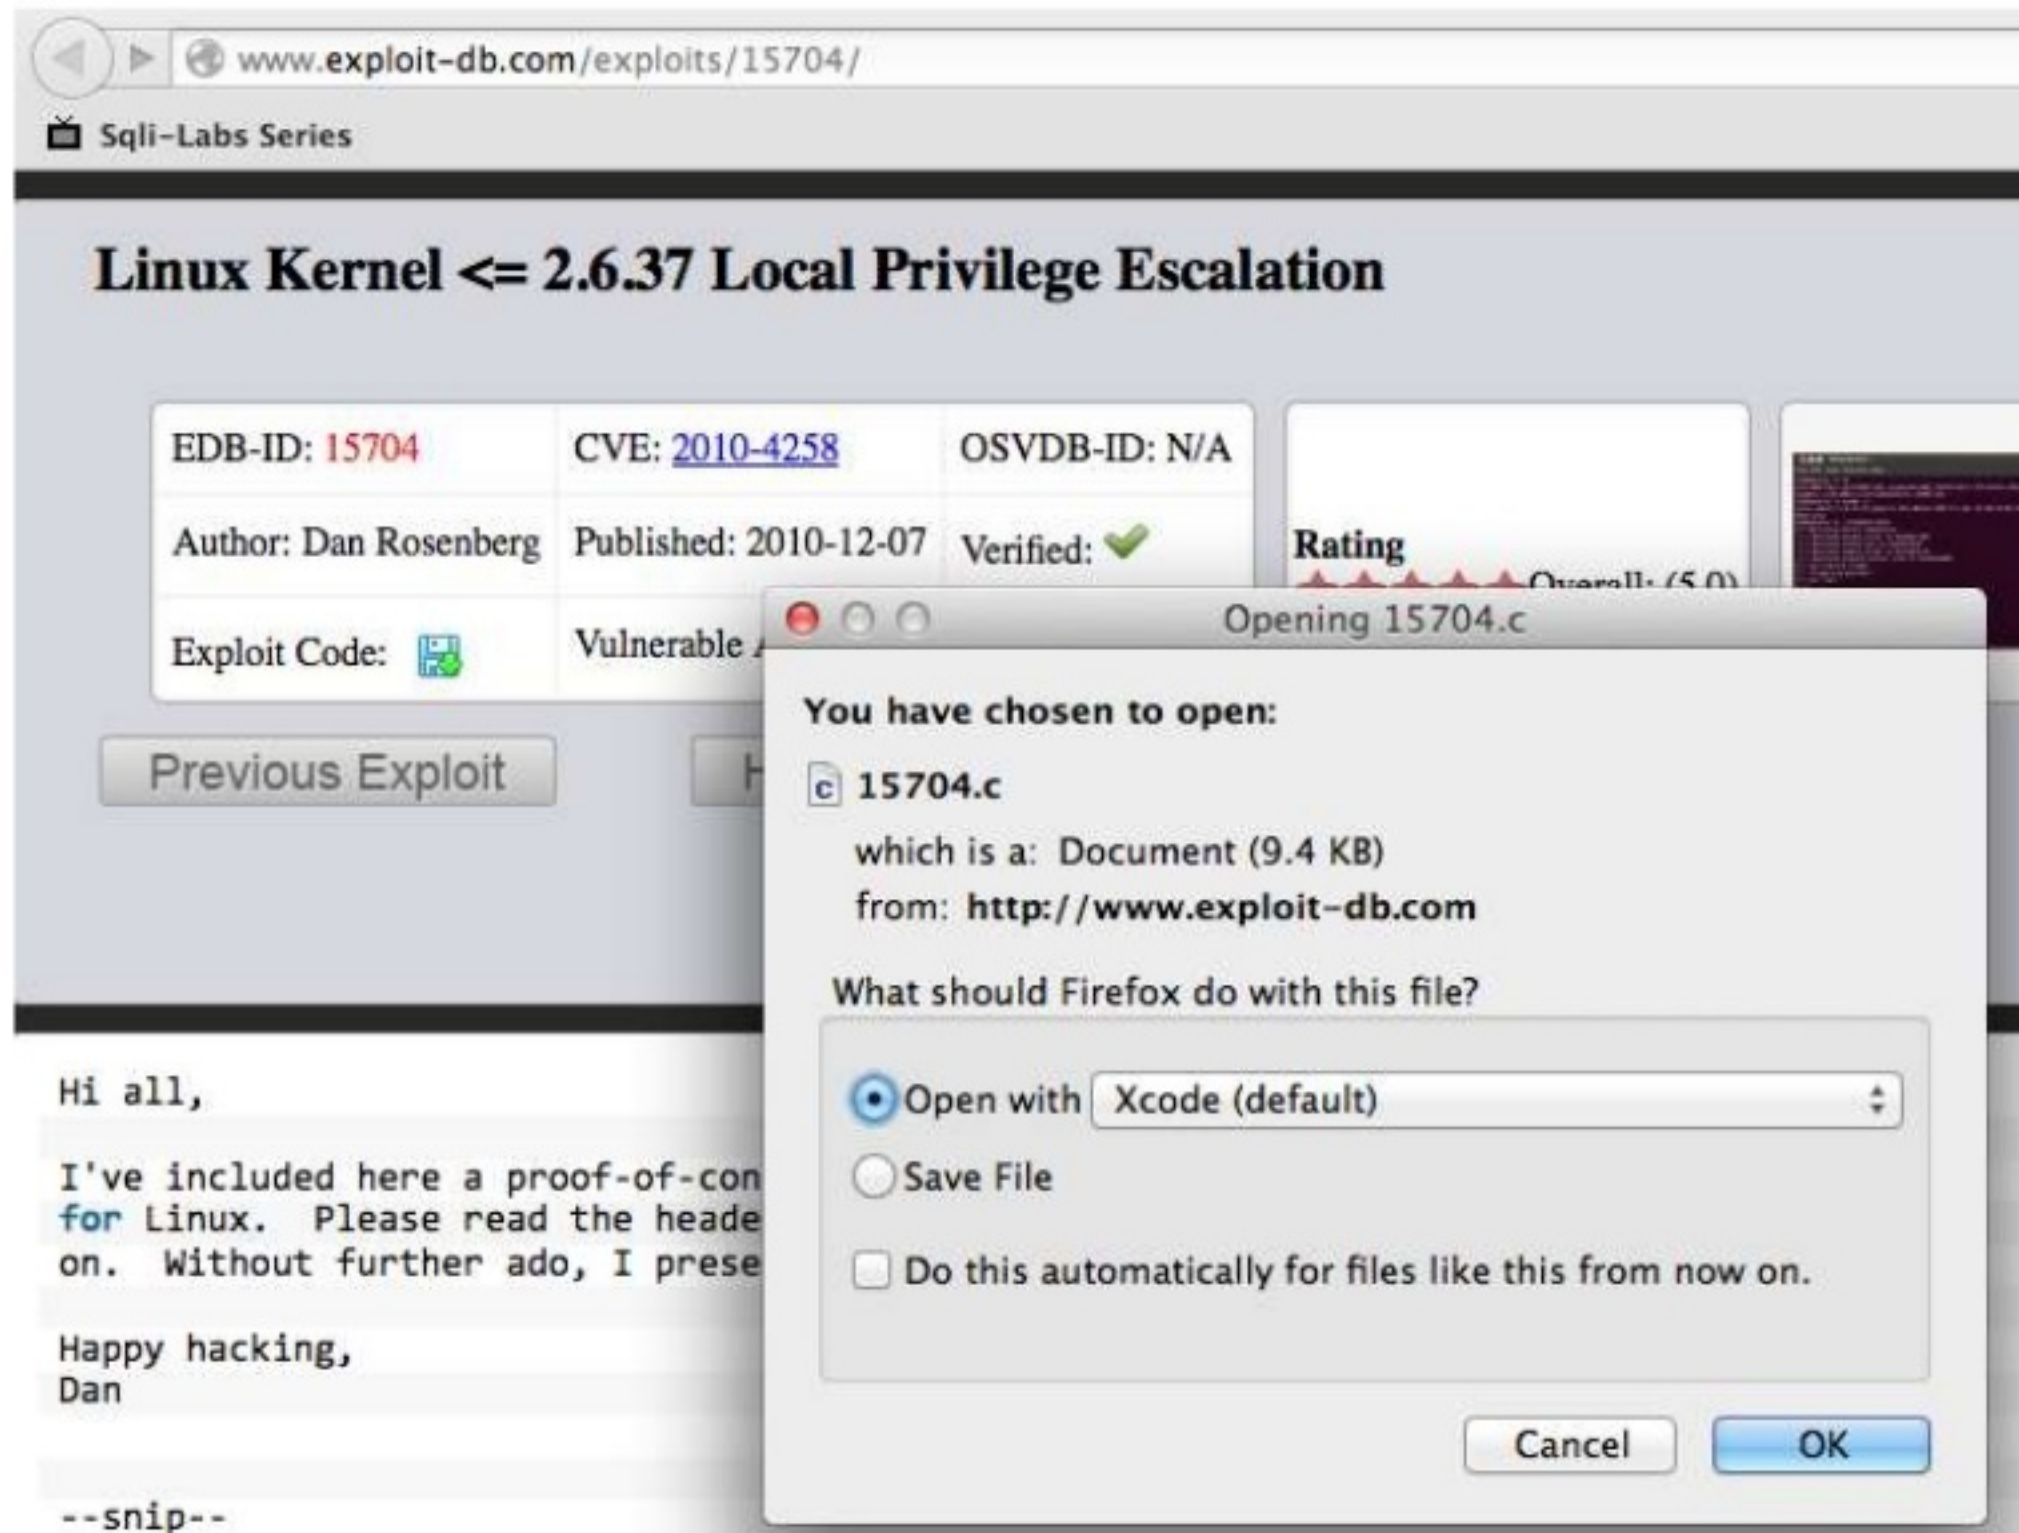 www.exploit-db.com/exploits/15704/
Sqli-Labs Series
Linux Kernel <= 2.6.37 Local Privilege Escalation
EDB-ID: 15704
CVE: 2010-4258
OSVDB-ID: N/A
Author: Dan Rosenberg
Published: 2010-12-07
Verified:
Rating
Overall: (5.0)
Exploit Code:
Vulnerable
Previous Exploit
Opening 15704.c
You have chosen to open:
c 15704.c
which is a: Document (9.4 KB)
from: http://www.exploit-db.com
What should Firefox do with this file?
Open with Xcode (default)
Save File
Do this automatically for files like this from now on.
Cancel
OK
Hi all,
I've included here a proof-of-con
for Linux. Please read the heade
on. Without further ado, I prese
Happy hacking,
Dan
--snip--